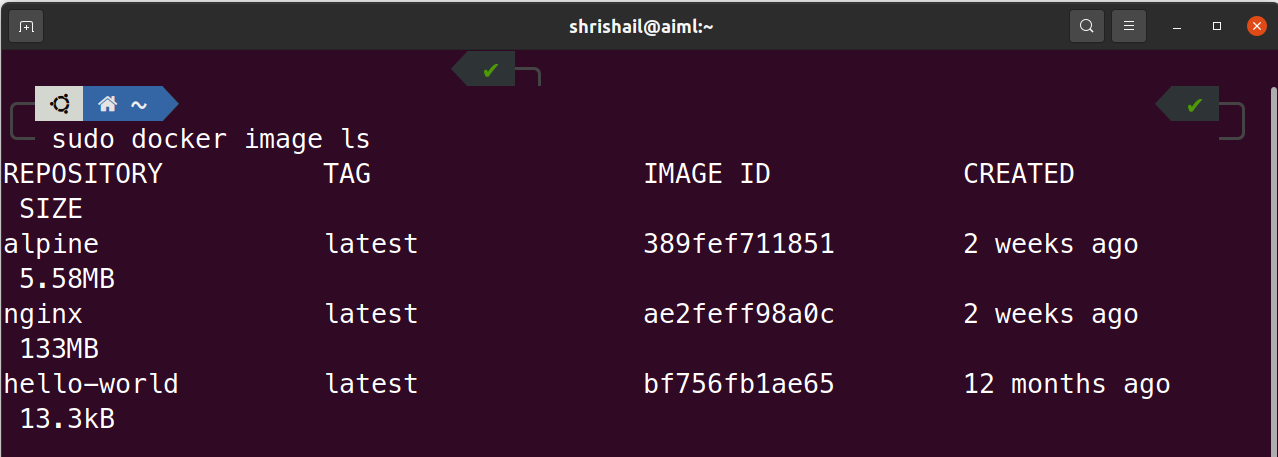 shrishail@aiml:~
~
sudo docker image ls
REPOSITORY          TAG                 IMAGE ID            CREATED
 SIZE
alpine              latest              389fef711851        2 weeks ago
 5.58MB
nginx               latest              ae2feff98a0c        2 weeks ago
 133MB
hello-world         latest              bf756fb1ae65        12 months ago
 13.3kB